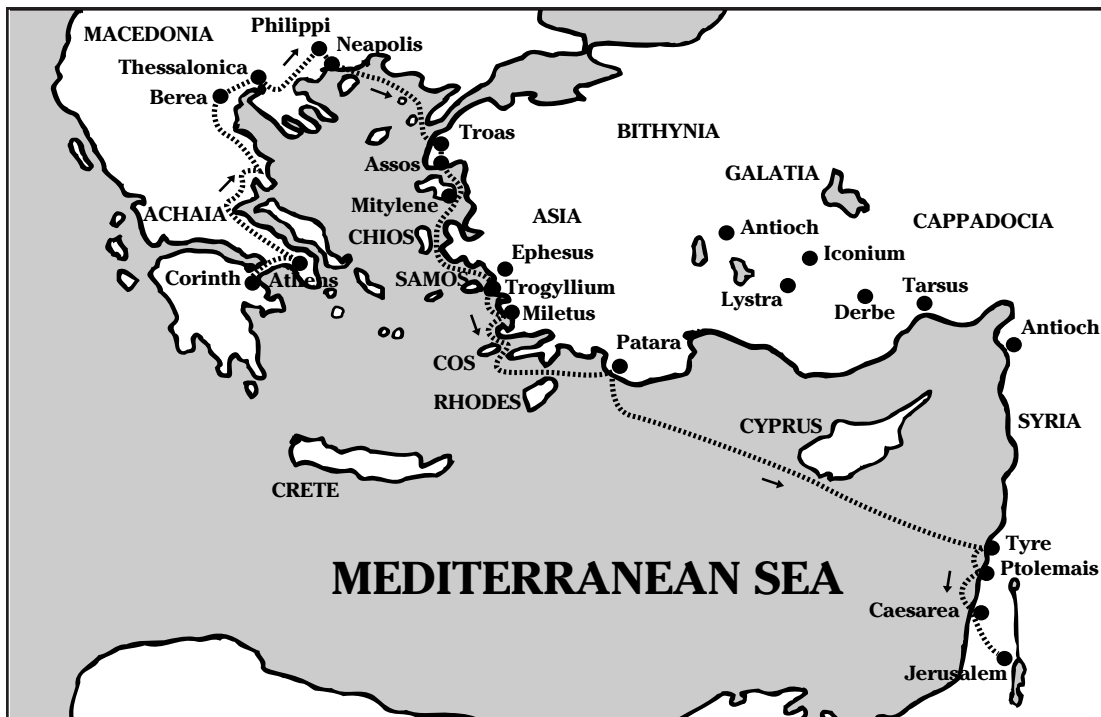 Philippi
MACEDONIA
Neapolis
Thessalonica
Berea
Troas
BITHYNIA
Assos
GALATIA
Mitylene
ASIA
ACHAIA
CAPPADOCIA
Antioch
CHIOS
Ephesus
Iconium
Corinth
Athens
SAMOS
Trogyllium
Lystra
Tarsus
Miletus
Derbe
Antioch
Patara
COS
RHODES
CYPRUS
SYRIA
CRETE
Tyre
MEDITERRANEAN SEA
Ptolemais
Caesarea
Jerusalem